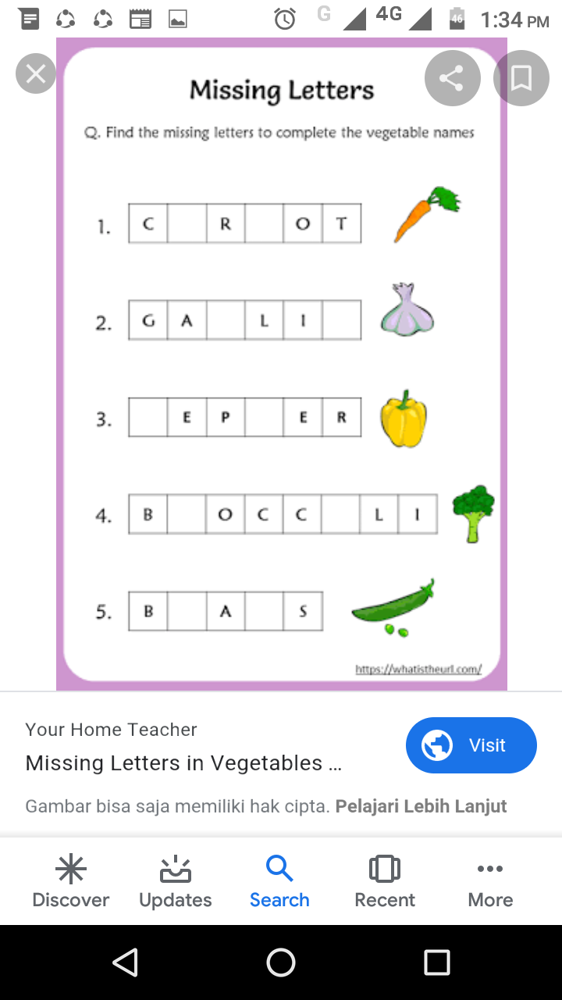 G 4G 46 1:34 PM
Missing Letters
Q. Find the missing letters to complete the vegetable names
1. C R O T
2. G A L I
3. E P E R
4. B O C C L I
5. B A S
https://whatistheurl.com/
Your Home Teacher
Missing Letters in Vegetables ...
Visit
Gambar bisa saja memiliki hak cipta. Pelajari Lebih Lanjut
Discover Updates Search Recent More